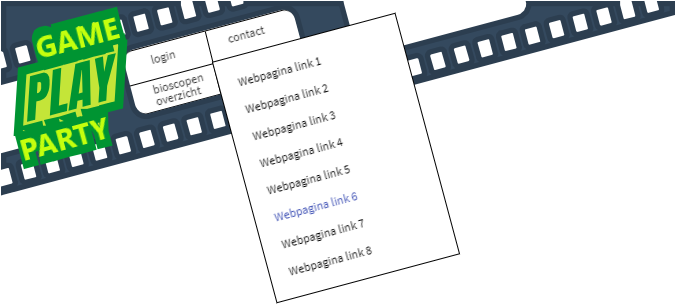 GAME
PLAY
PARTY
login
contact
bioscopen
overzicht
Webpagina link 1
Webpagina link 2
Webpagina link 3
Webpagina link 4
Webpagina link 5
Webpagina link 6
Webpagina link 7
Webpagina link 8